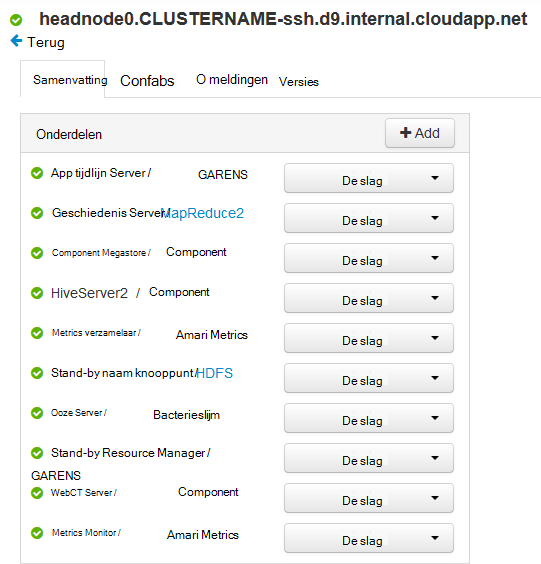 headnode0.CLUSTERNAME-ssh.d9.internal.cloudapp.net
Terug
Samenvatting Confabs O meldingen Versies
Onderdelen Add
App tijdlijn Server / GARENS De slag
Geschiedenis Server/ MapReduce2 De slag
Component Megastore / Component De slag
HiveServer2 / Component De slag
Metrics verzamelaar / Amari Metrics De slag
Stand-by naam knooppunt/ HDFS De slag
Ooze Server / Bacterieslijm De slag
Stand-by Resource Manager / De slag
GARENS
WebCT Server / Component De slag
Metrics Monitor / Amari Metrics De slag